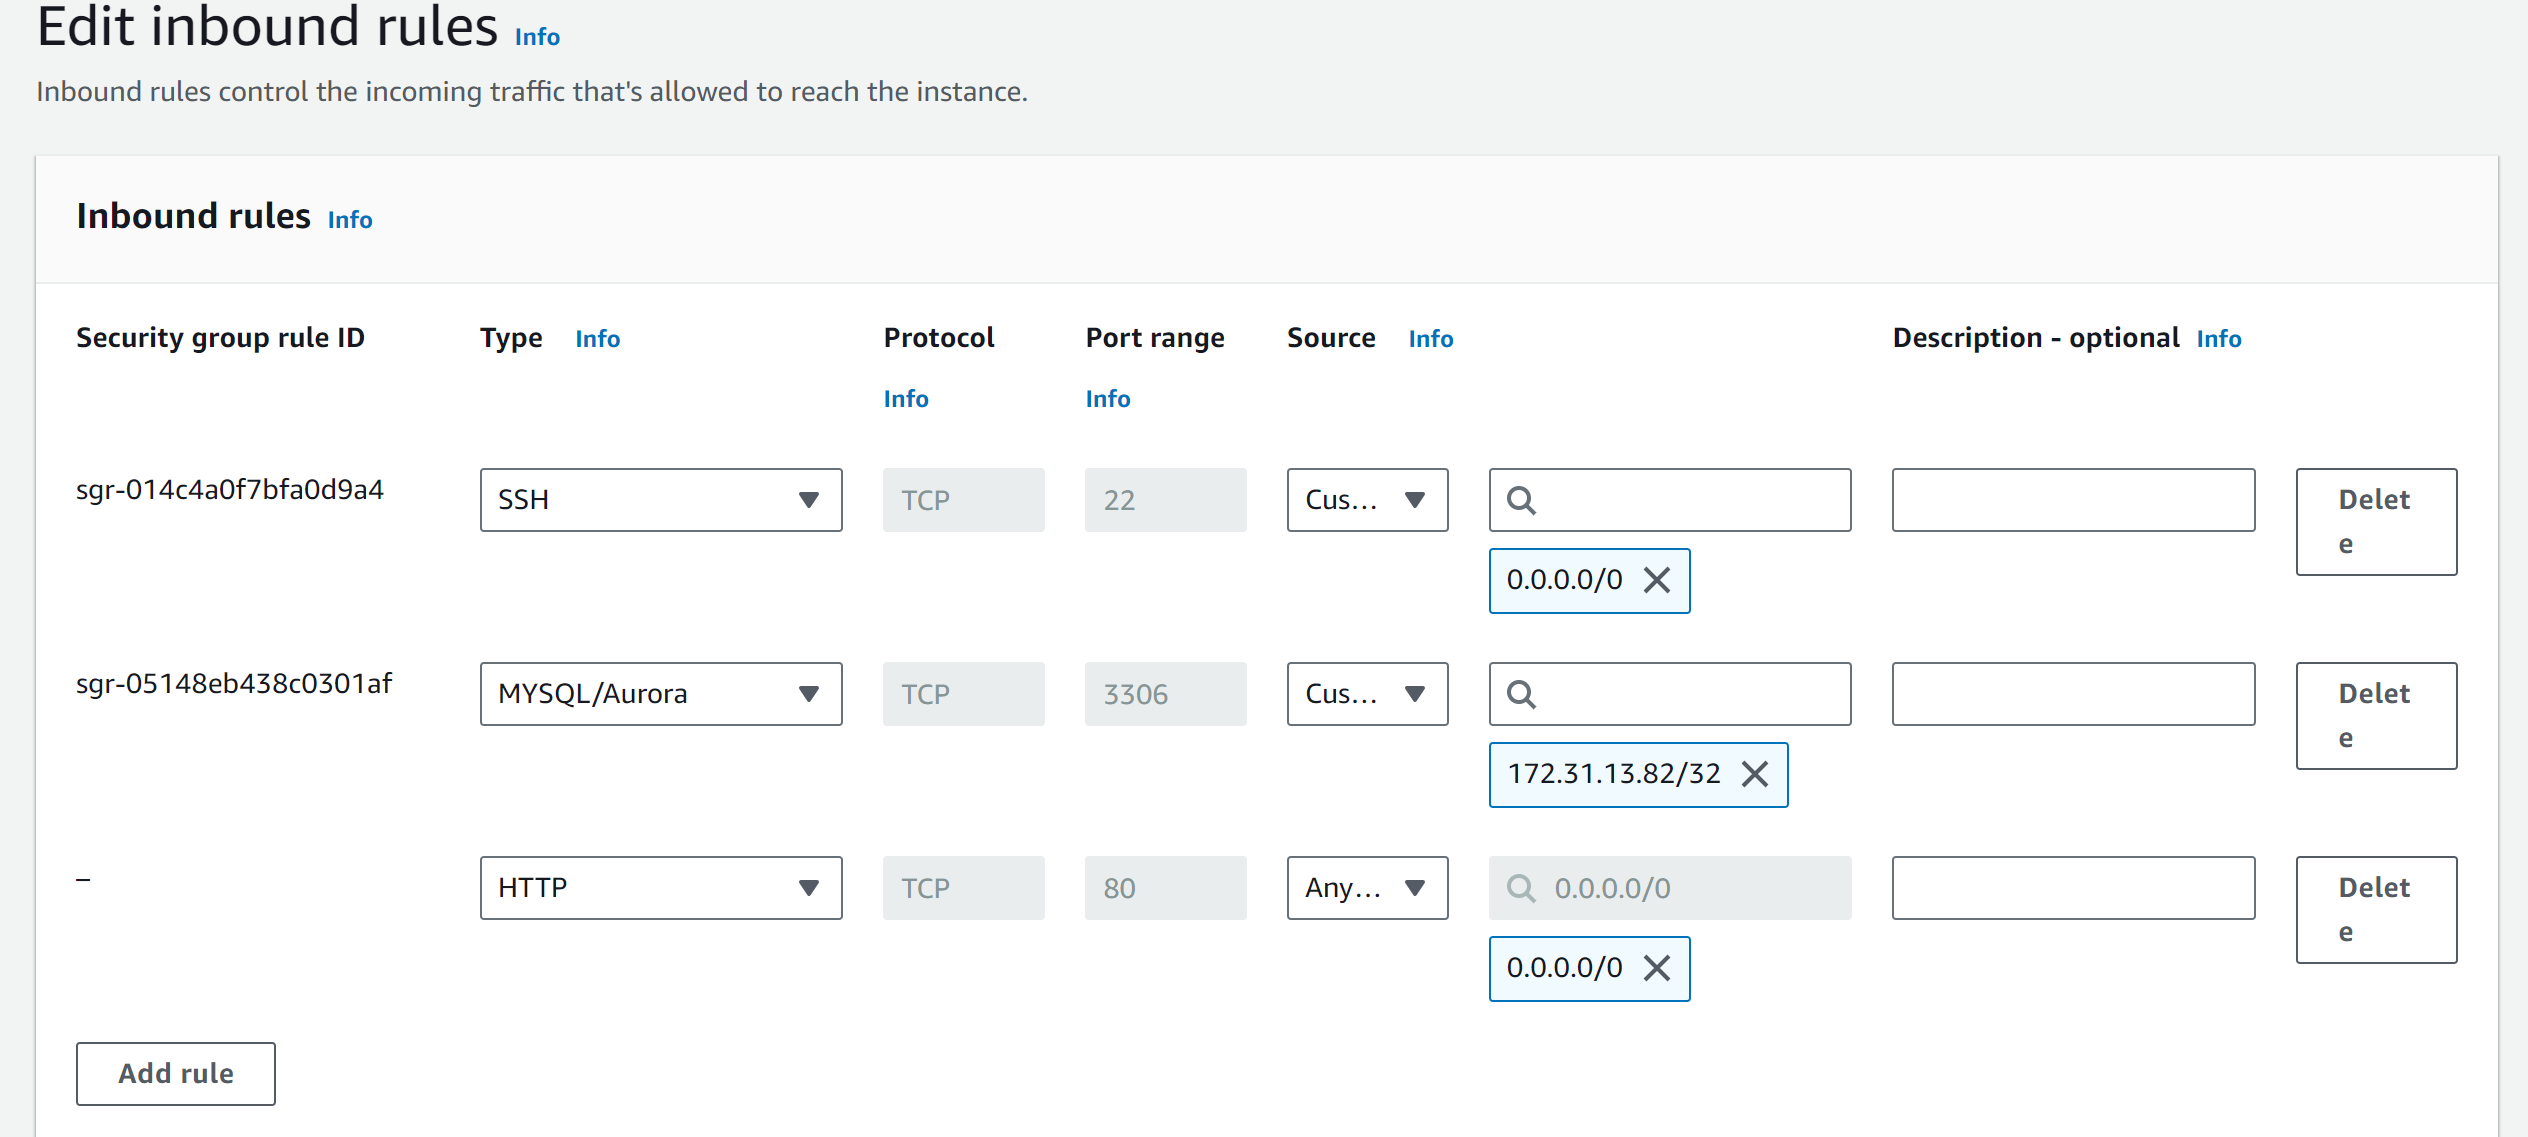 Edit inbound rules Info
Inbound rules control the incoming traffic that's allowed to reach the instance.
Inbound rules Info
Security group rule ID Type Info Protocol Info Port range Info Source Info Description - optional Info
sgr-014c4a0f7bfa0d9a4 SSH TCP 22 Cus... Delet
e
0.0.0.0/0
sgr-05148eb438c0301af MYSQL/Aurora TCP 3306 Cus... Delet
e
172.31.13.82/32
– HTTP TCP 80 Any... 0.0.0.0/0 Delet
e
0.0.0.0/0
Add rule